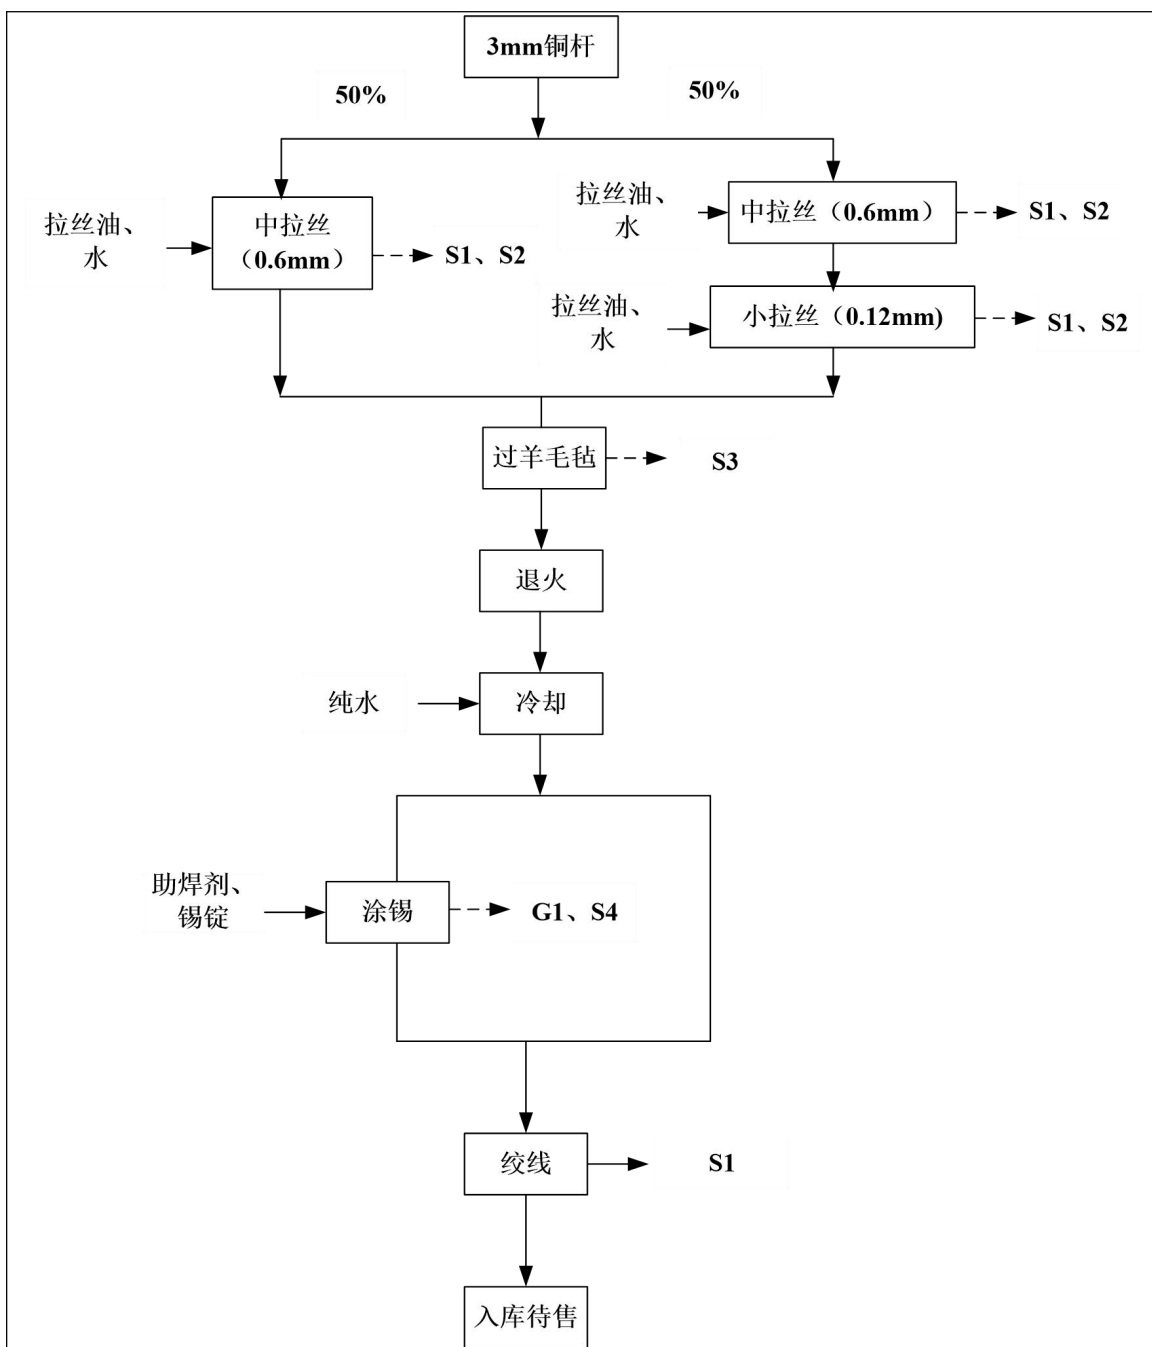 3mm铜杆
50%
50%
拉丝油、
水
中拉丝
（0.6mm）
S1、S2
拉丝油、
水
中拉丝（0.6mm）
S1、S2
拉丝油、
水
小拉丝（0.12mm)
S1、S2
过羊毛毡
S3
退火
纯水
冷却
助焊剂、
锡锭
涂锡
G1、S4
绞线
S1
入库待售